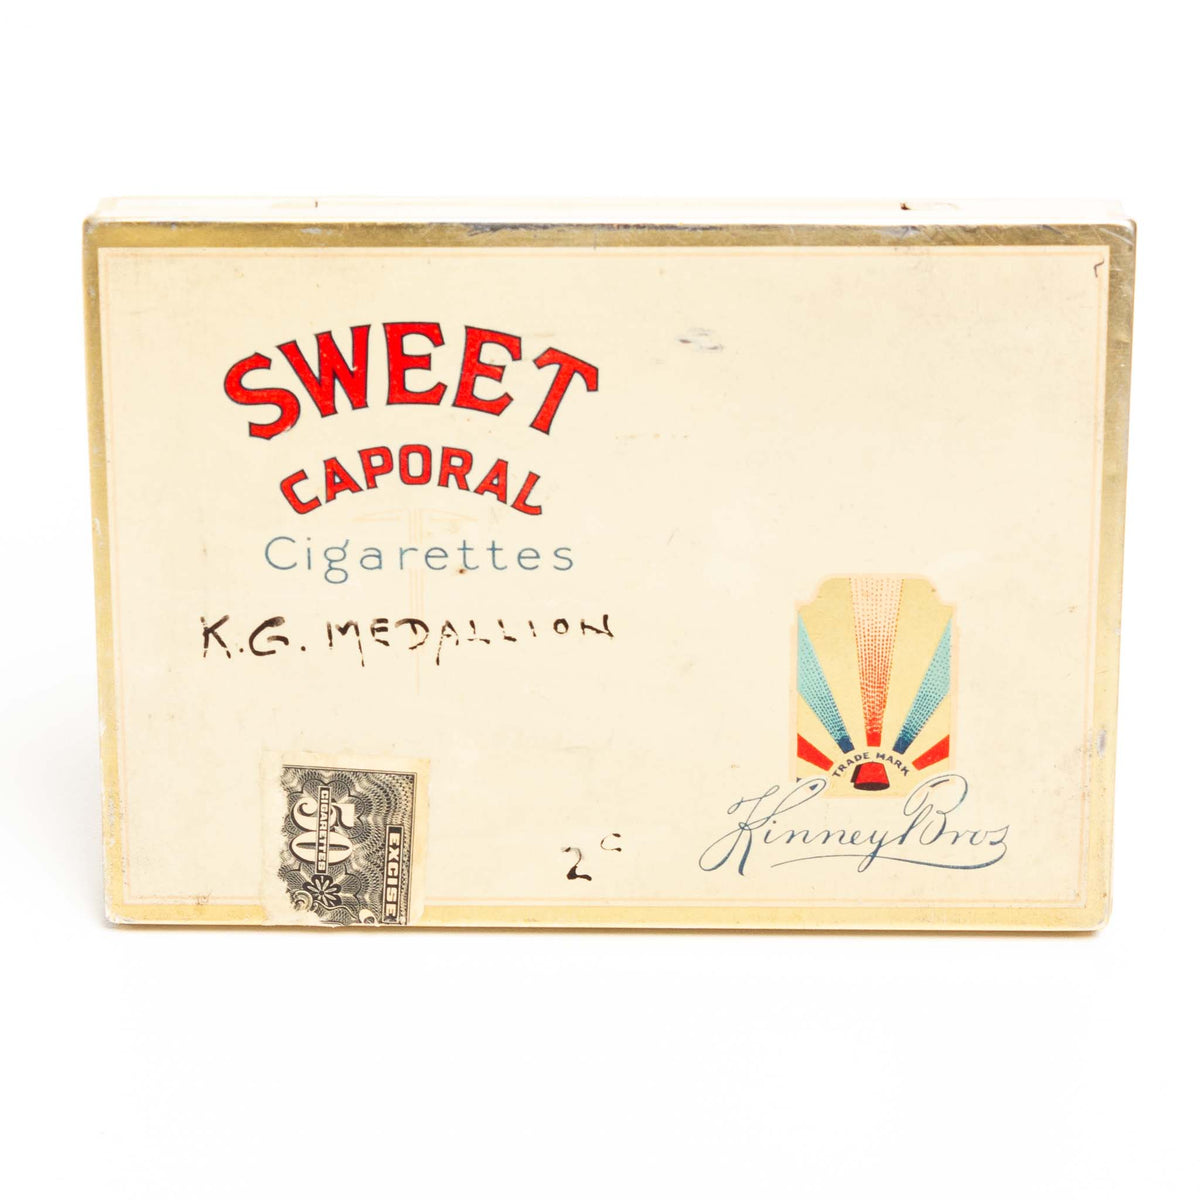 SWEET
CAPORAL
Cigarettes
K.G. MEDALLION
TRADE MARK
Kinney Bros
50
CIGARETTES
EXCISE
2c